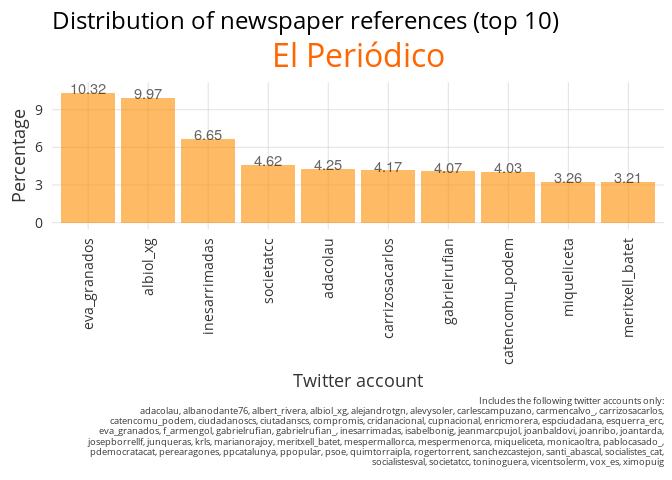 Distribution of newspaper references (top 10)
El Periódico
Percentage
9
6
3
0
10.32
9.97
6.65
4.62
4.25
4.17
4.07
4.03
3.26
3.21
eva_granados
albiol_xg
inesarrimadas
societatcc
adacolau
carrizosacarlos
gabrielrufian
catencomu_podem
miqueliceta
meritxell_batet
Twitter account
Includes the following twitter accounts only:
adacolau, albanodante76, albert_rivera, albiol_xg, alejandrotgn, alevysoler, carlescampuzano, carmencalvo_, carrizosacarlos,
catencomu_podem, ciudadanoscs, ciutadanscs, compromis, cridanacional, cupnacional, enricmorera, espciudadana, esquerra_erc,
eva_granados, f_armengol, gabrielrufian, gabrielrufian_, inesarrimadas, isabelbonig, jeanmarcpujol, joanbaldovi, joanribo, joantarda,
josepborrellf, junqueras, krls, marianorajoy, meritxell_batet, mespermallorca, mespermenorca, miqueliceta, monicaoltra, pablocasado_,
pdemocratacat, perearagones, ppcatalunya, ppopular, psoe, quimtorraipla, rogertorrent, sanchezcastejon, santi_abascal, socialistes_cat,
socialistesval, societatcc, toninoguera, vicentsolerm, vox_es, ximopuig